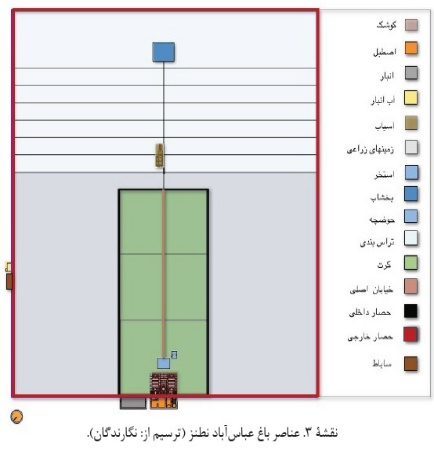 کوشک
اصطبل
انبار
آب انبار
آسیاب
زمینهای زراعی
استخر
بخشاب
حوضچه
تراس بندی
کرت
خیابان اصلی
حصار داخلی
حصار خارجی
ساباط
نقشهٔ ۳. عناصر باغ عباس‌آباد نطنز (ترسیم از: نگارندگان).